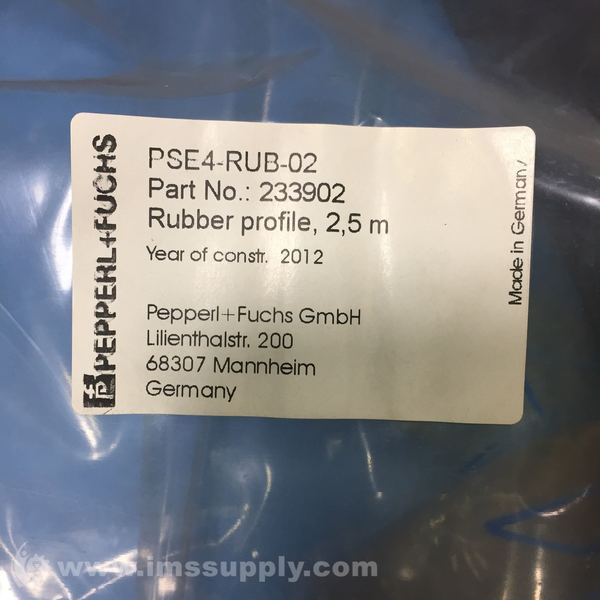 PEPPERL+FUCHS
PSE4-RUB-02
Part No.: 233902
Rubber profile, 2,5 m
Year of constr. 2012
Pepperl+Fuchs GmbH
Lilienthalstr. 200
68307 Mannheim
Germany
Made in Germany
www.imssupply.com